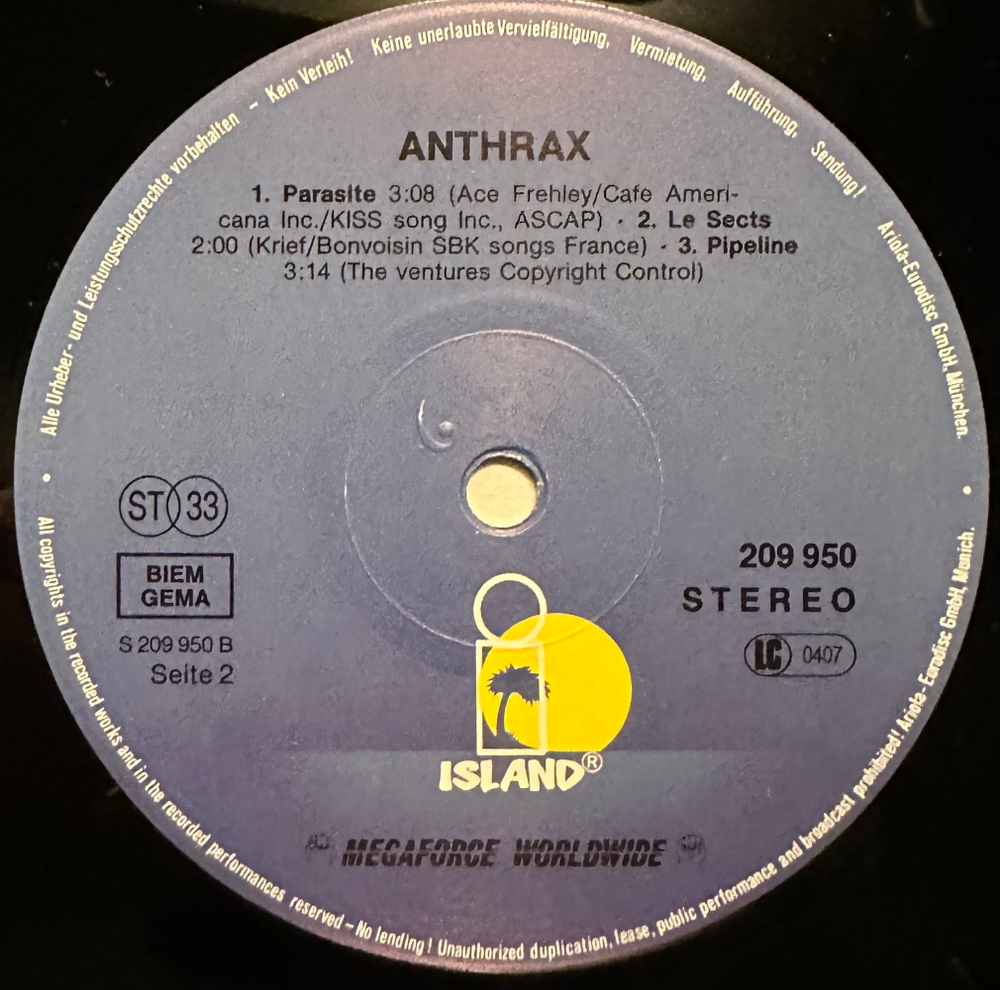 Alle Urheber- und Leistungsschutzrechte vorbehalten – Kein Verleih! Keine unerlaubte Vervielfältigung, Vermietung, Aufführung, Sendung! Ariola-Eurodisc GmbH, München.
ANTHRAX
1. Parasite 3:08 (Ace Frehley/Cafe Ameri-
cana Inc./KISS song Inc., ASCAP) · 2. Le Sects
2:00 (Krief/Bonvoisin SBK songs France) · 3. Pipeline
3:14 (The ventures Copyright Control)
ST 33
BIEM
GEMA
S 209 950 B
Seite 2
209 950
STEREO
LC 0407
ISLAND®
MEGAFORCE WORLDWIDE
All copyrights in the recorded works and in the recorded performances reserved – No lending! Unauthorized duplication, lease, public performance and broadcast prohibited! Ariola-Eurodisc GmbH, Munich.